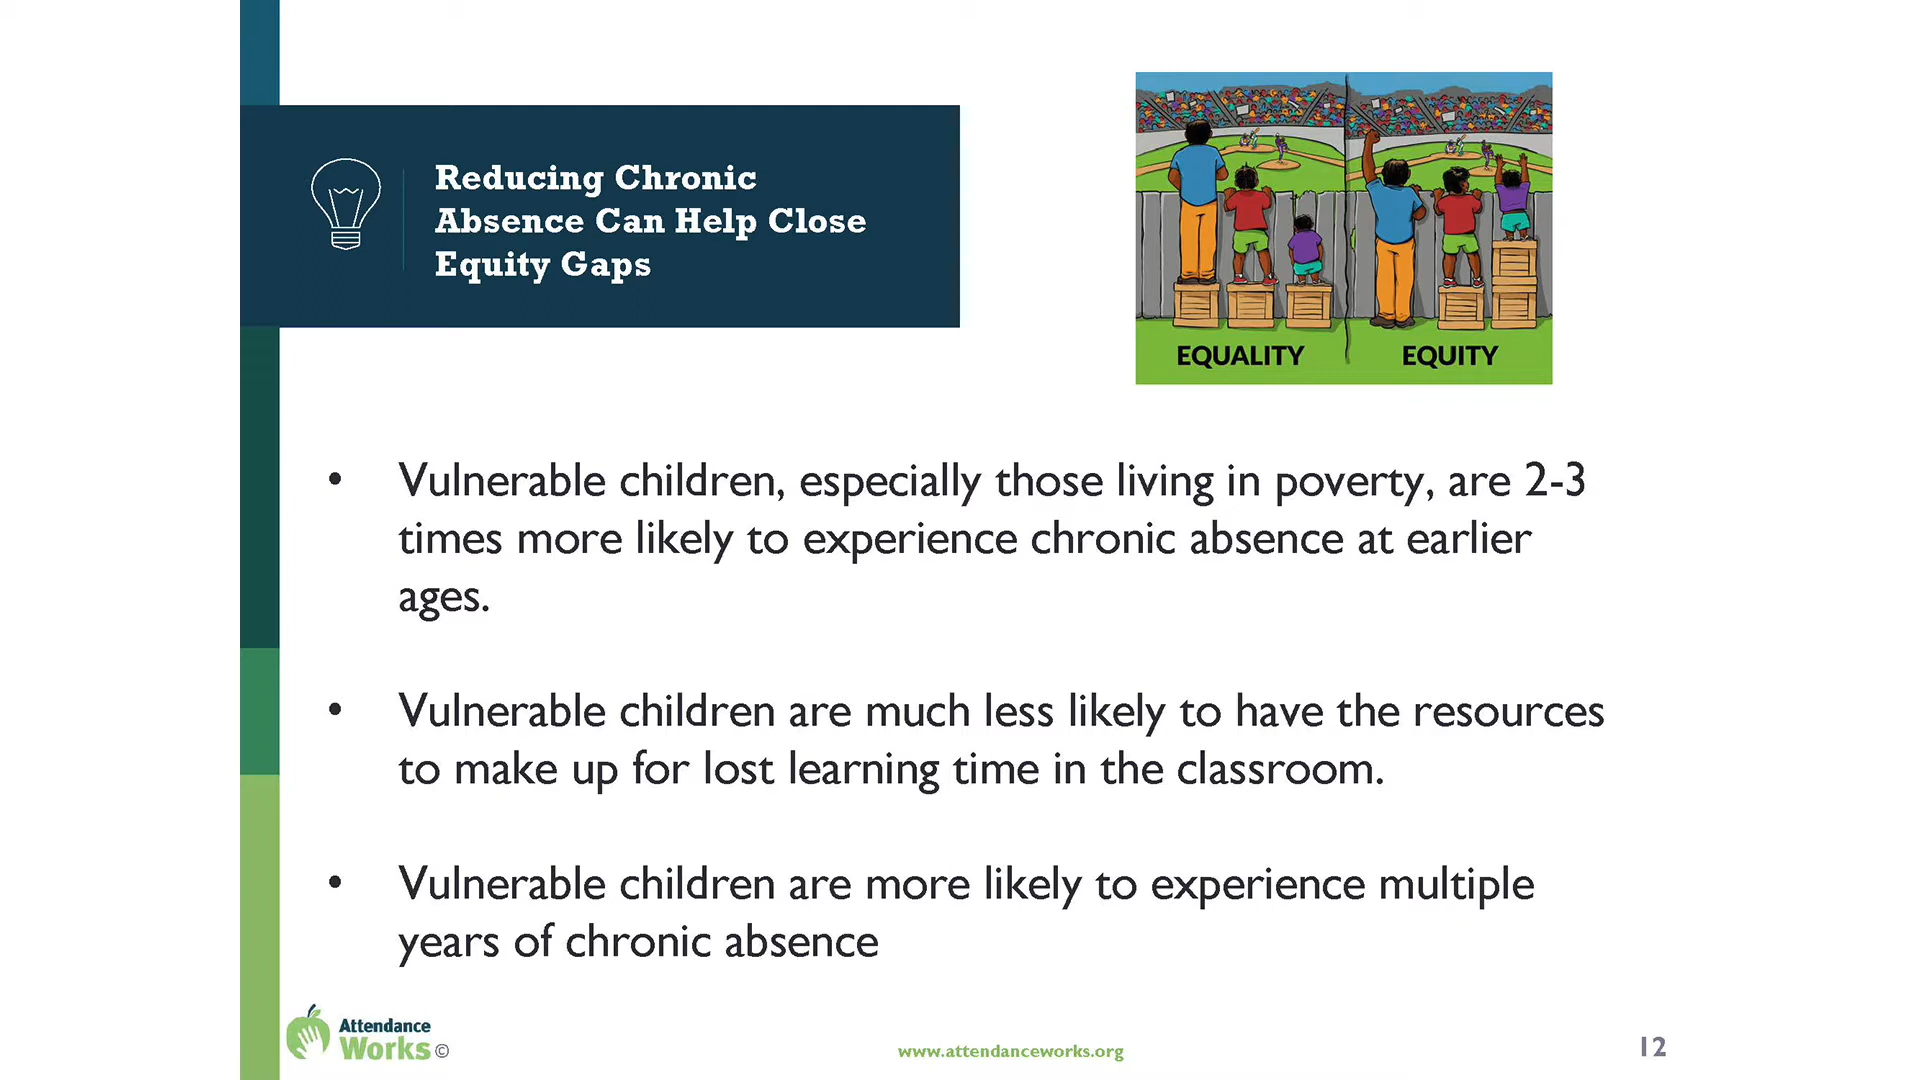 Reducing Chronic
Absence Can Help Close
Equity Gaps
EQUALITY
EQUITY
• Vulnerable children, especially those living in poverty, are 2-3
times more likely to experience chronic absence at earlier
ages.
• Vulnerable children are much less likely to have the resources
to make up for lost learning time in the classroom.
• Vulnerable children are more likely to experience multiple
years of chronic absence
Attendance
Works ©
www.attendanceworks.org
12